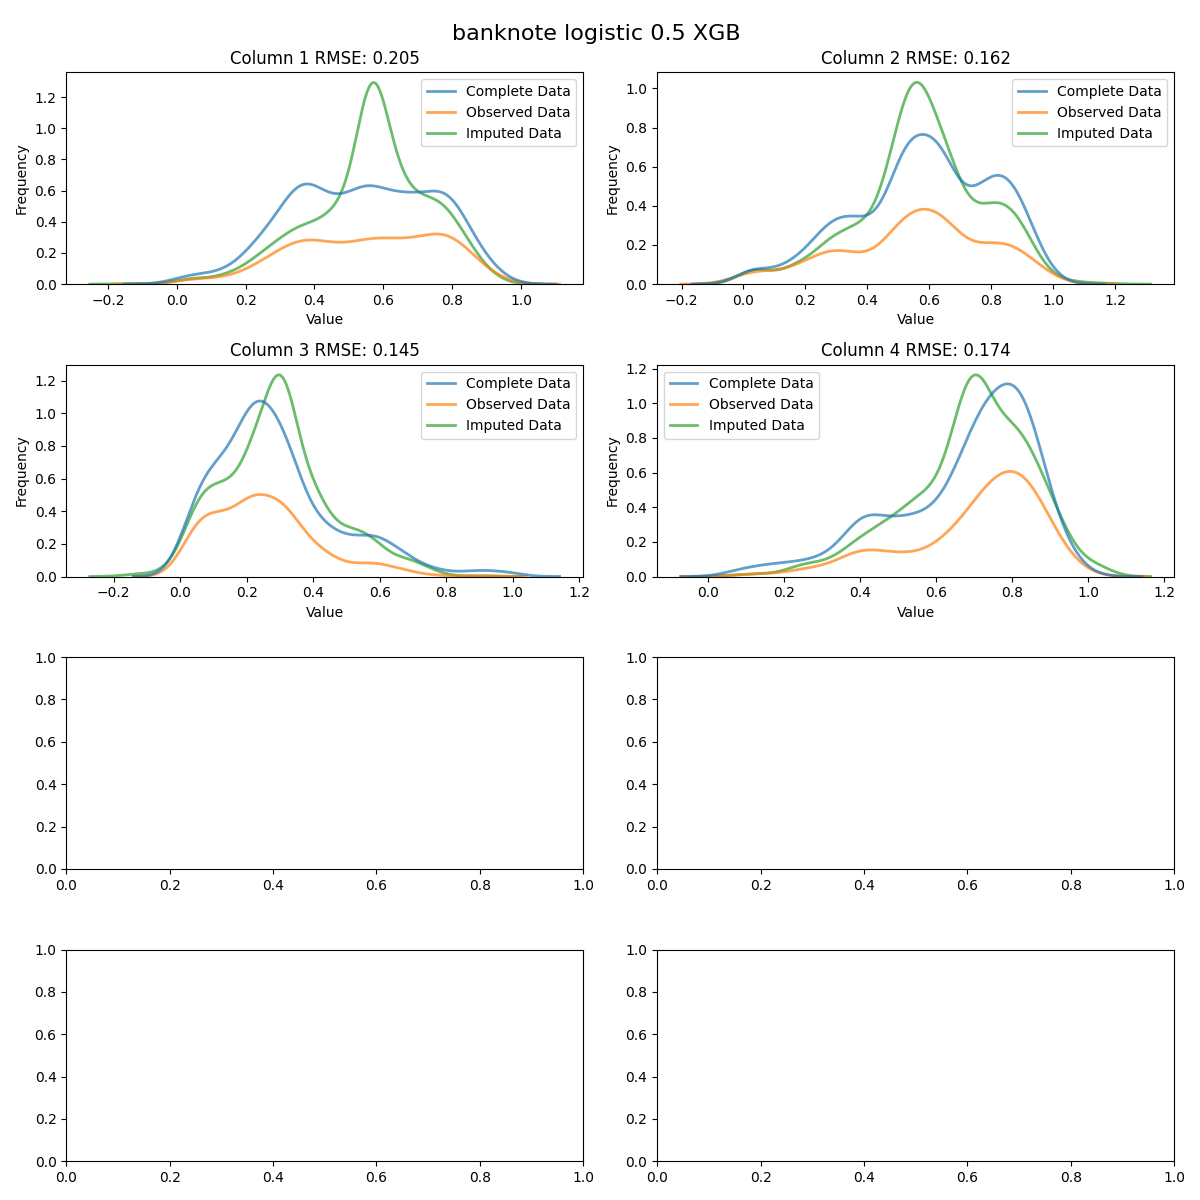 banknote logistic 0.5 XGB
Column 1 RMSE: 0.205
Frequency
1.2
1.0
0.8
0.6
0.4
0.2
0.0
Complete Data
Observed Data
Imputed Data
−0.2 0.0 0.2 0.4 0.6 0.8 1.0
Value
Column 2 RMSE: 0.162
Frequency
1.0
0.8
0.6
0.4
0.2
0.0
Complete Data
Observed Data
Imputed Data
−0.2 0.0 0.2 0.4 0.6 0.8 1.0 1.2
Value
Column 3 RMSE: 0.145
Frequency
1.2
1.0
0.8
0.6
0.4
0.2
0.0
Complete Data
Observed Data
Imputed Data
−0.2 0.0 0.2 0.4 0.6 0.8 1.0 1.2
Value
Column 4 RMSE: 0.174
Frequency
1.2
1.0
0.8
0.6
0.4
0.2
0.0
Complete Data
Observed Data
Imputed Data
0.0 0.2 0.4 0.6 0.8 1.0 1.2
Value
1.0
0.8
0.6
0.4
0.2
0.0
0.0 0.2 0.4 0.6 0.8 1.0
1.0
0.8
0.6
0.4
0.2
0.0
0.0 0.2 0.4 0.6 0.8 1.0
1.0
0.8
0.6
0.4
0.2
0.0
0.0 0.2 0.4 0.6 0.8 1.0
1.0
0.8
0.6
0.4
0.2
0.0
0.0 0.2 0.4 0.6 0.8 1.0